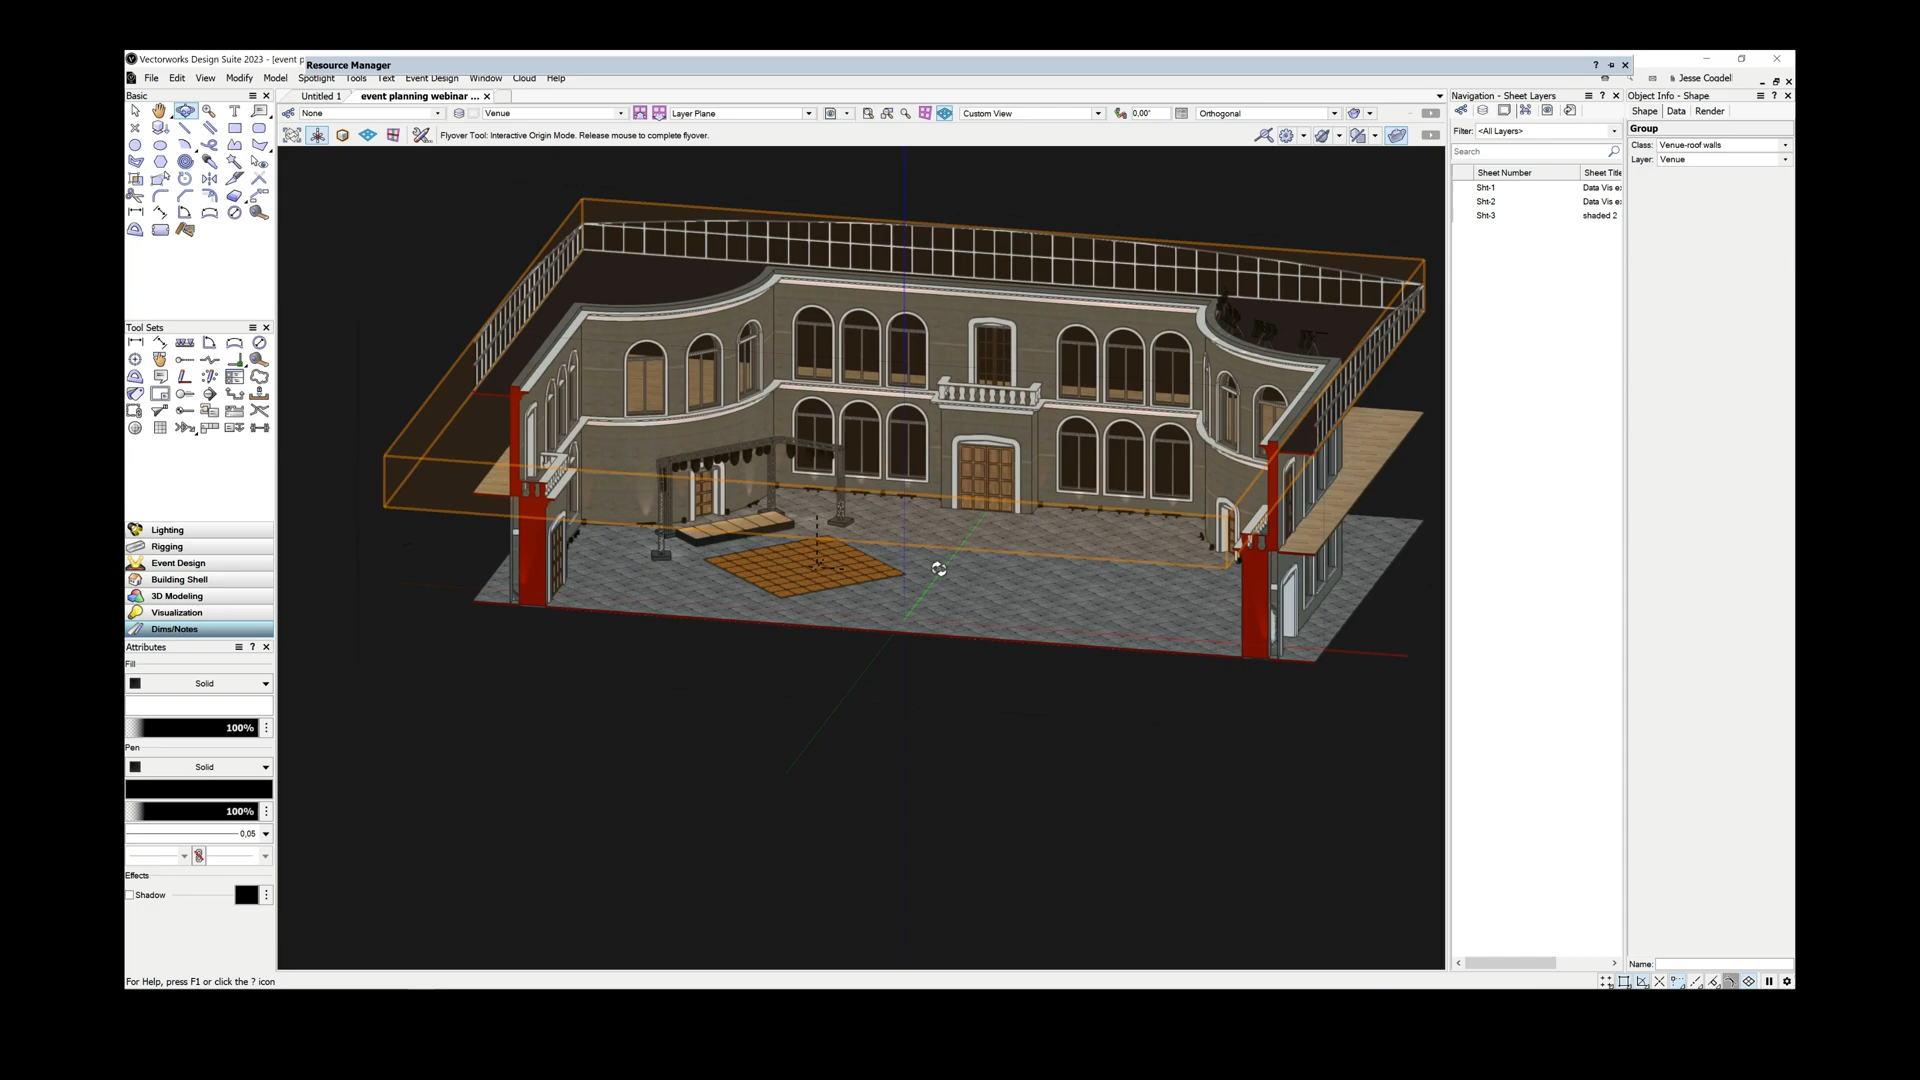 Vectorworks Design Suite 2023 - [event p
Resource Manager
?
File Edit View Modify Model Spotlight Tools Text Event Design Window Cloud Help
Jesse Cogdell
Basic
Untitled 1
event planning webinar ...
Navigation - Sheet Layers
Object Info - Shape
None
Venue
Layer Plane
Custom View
0,00°
Orthogonal
Shape Data Render
Flyover Tool: Interactive Origin Mode. Release mouse to complete flyover.
Filter: <All Layers>
Group
Search
Class: Venue-roof walls
Layer: Venue
Sheet Number Sheet Title
Sht-1 Data Vis e
Sht-2 Data Vis e
Sht-3 shaded 2
Tool Sets
Lighting
Rigging
Event Design
Building Shell
3D Modeling
Visualization
Dims/Notes
Attributes
Fill
Solid
100%
Pen
Solid
100%
0,05
Effects
Shadow
Name:
For Help, press F1 or click the ? icon